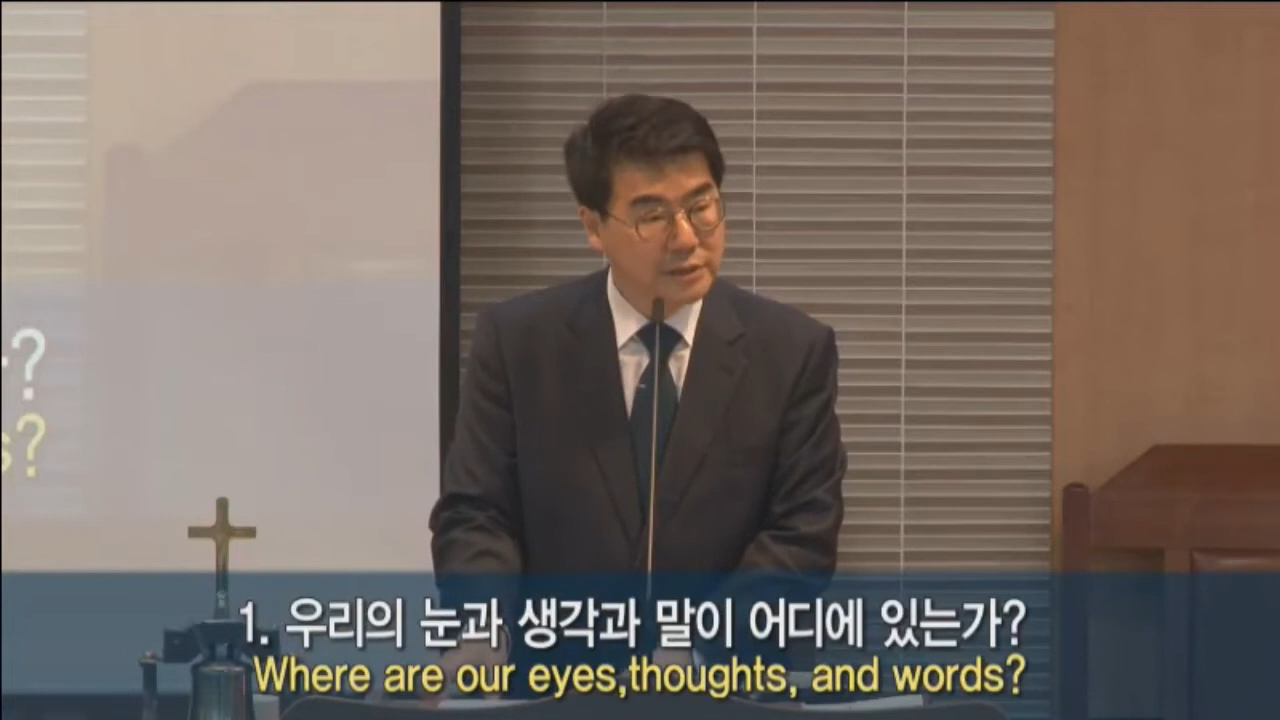 1. 우리의 눈과 생각과 말이 어디에 있는가?
Where are our eyes,thoughts, and words?